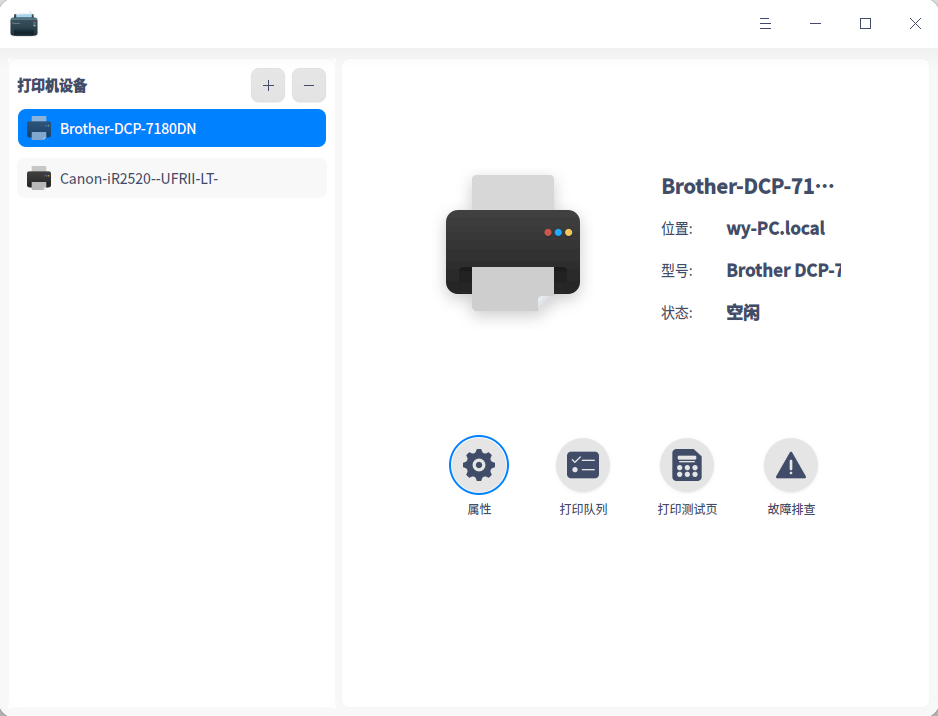 打印机设备
Brother-DCP-7180DN
Canon-iR2520--UFRII-LT-
Brother-DCP-71···
位置: wy-PC.local
型号: Brother DCP-7
状态: 空闲
属性 打印队列 打印测试页 故障排查